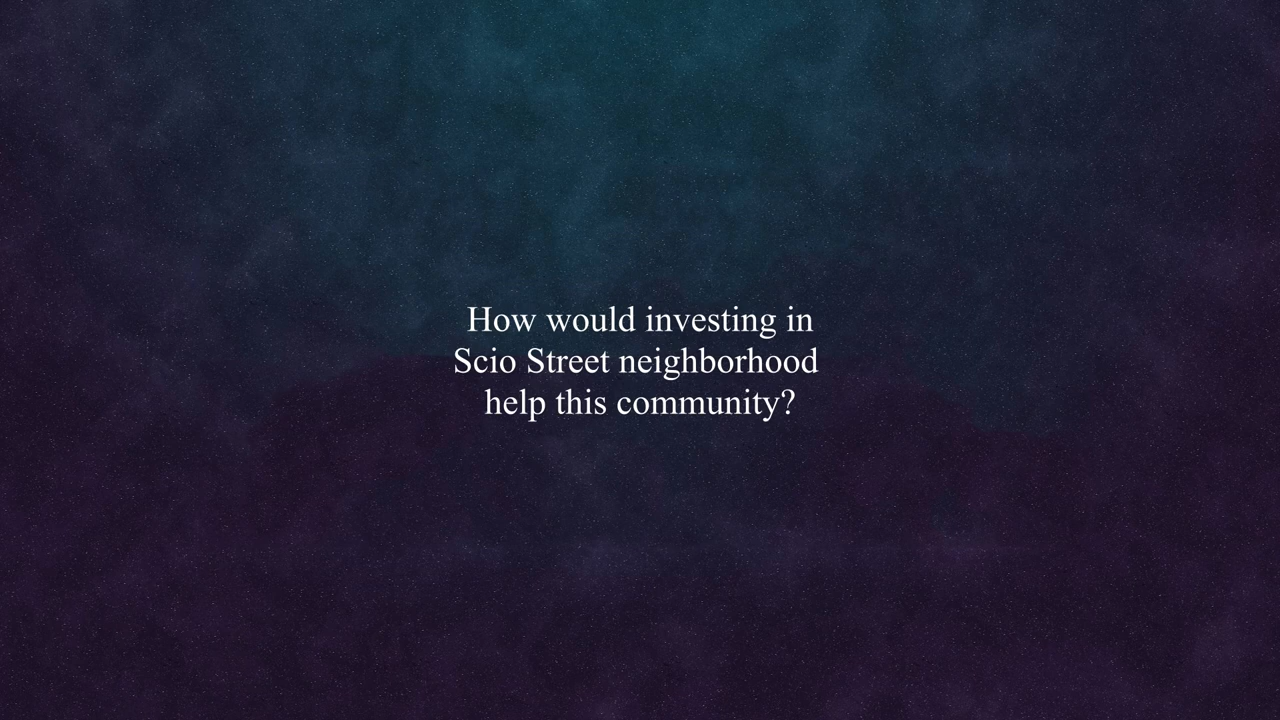 How would investing in
Scio Street neighborhood
help this community?